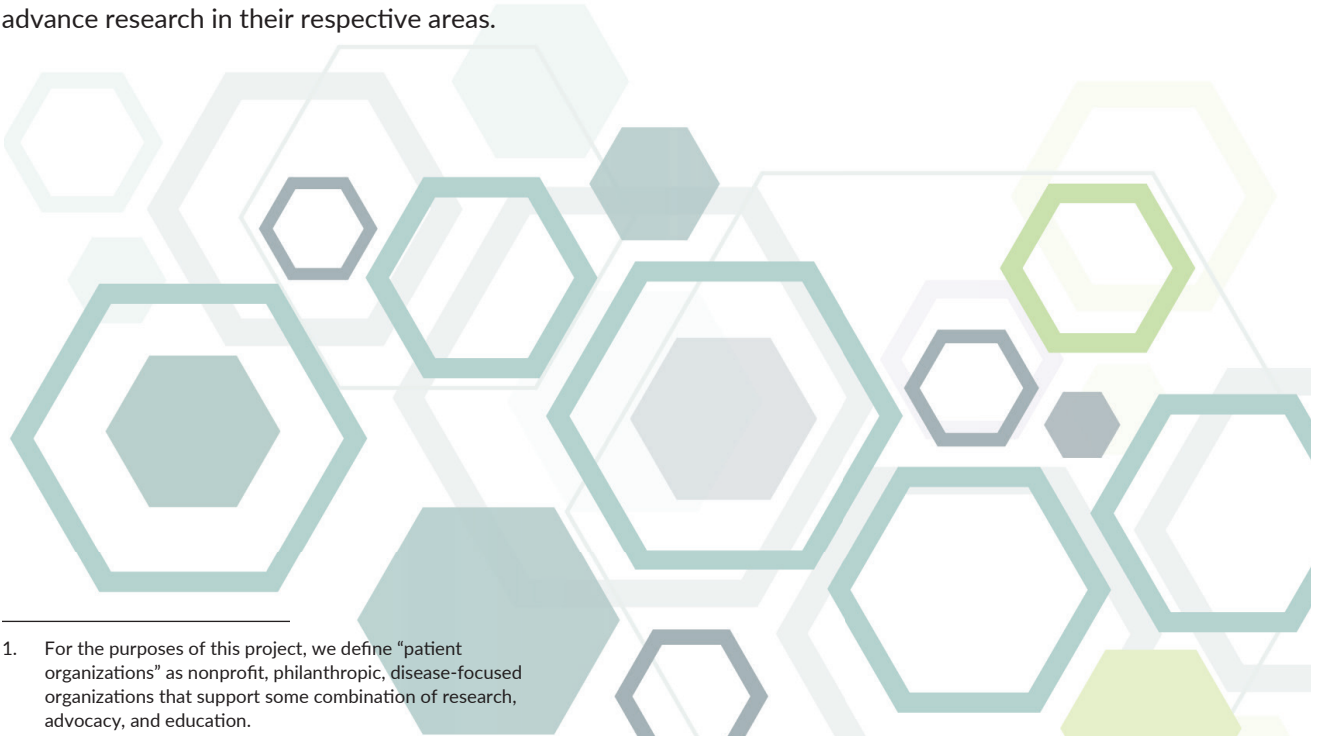 advance research in their respective areas.
1. For the purposes of this project, we define “patient
organizations” as nonprofit, philanthropic, disease-focused
organizations that support some combination of research,
advocacy, and education.